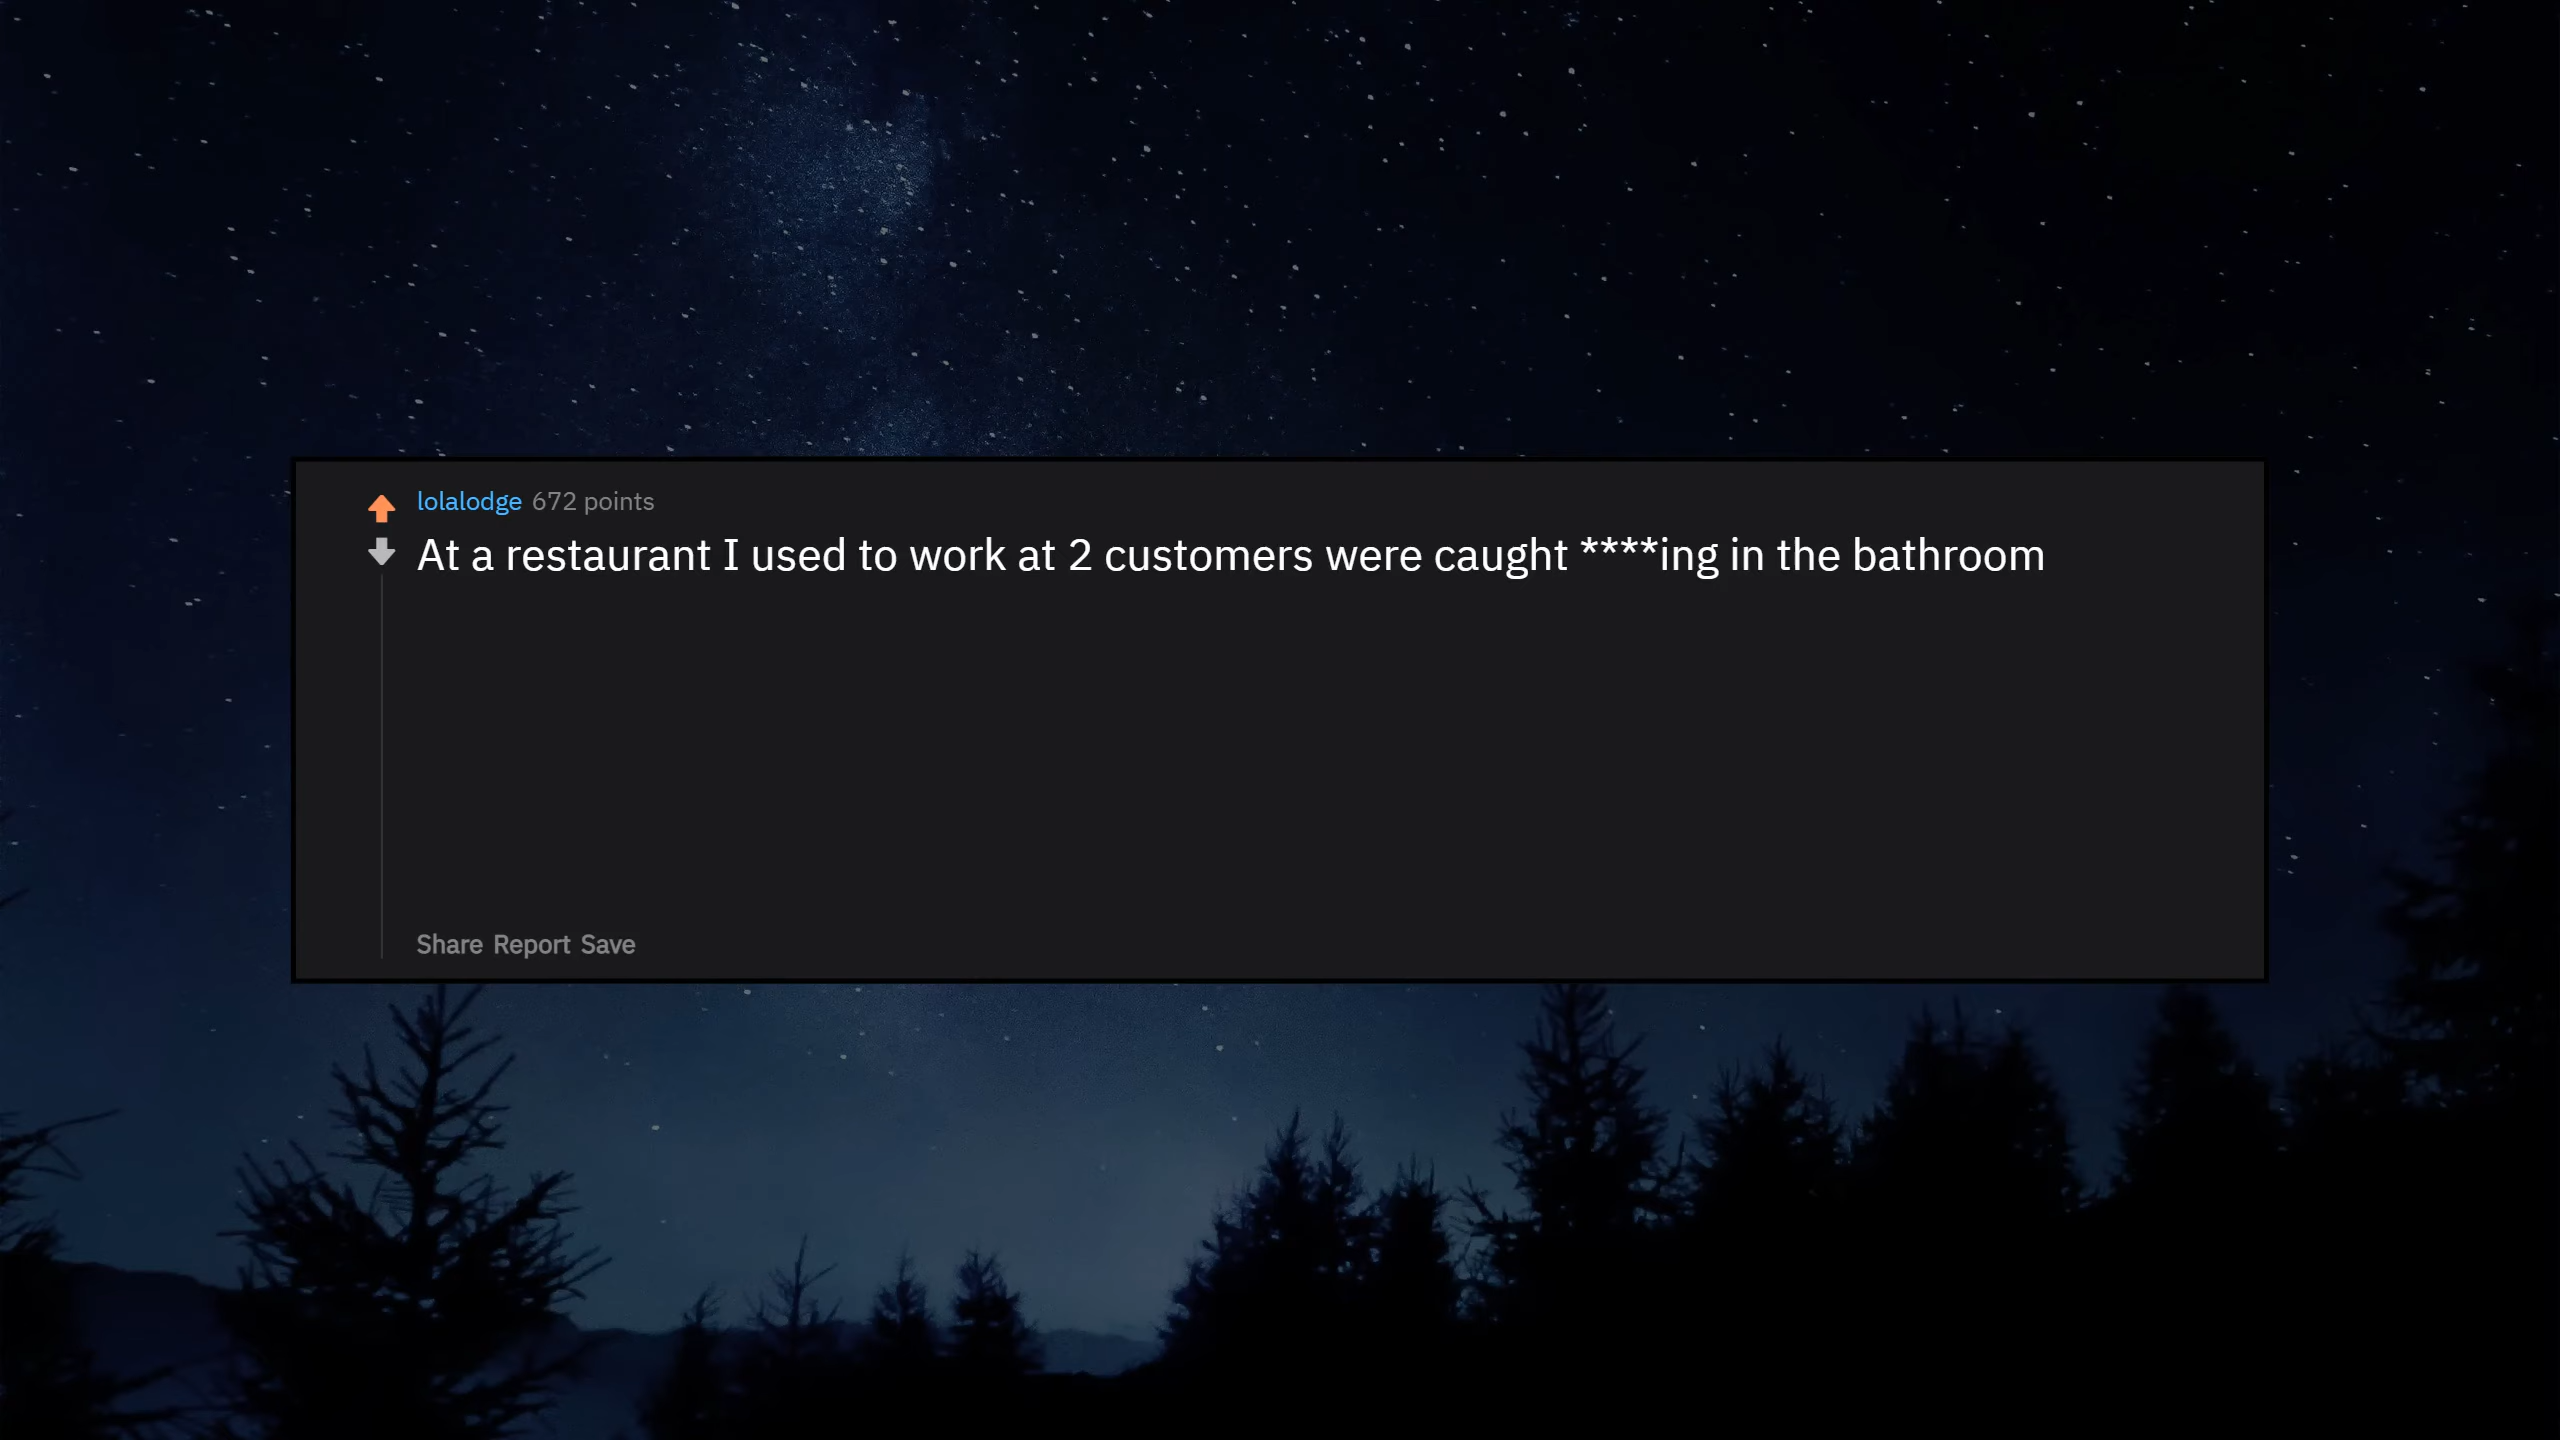 lolalodge 672 points
At a restaurant I used to work at 2 customers were caught ****ing in the bathroom
Share Report Save